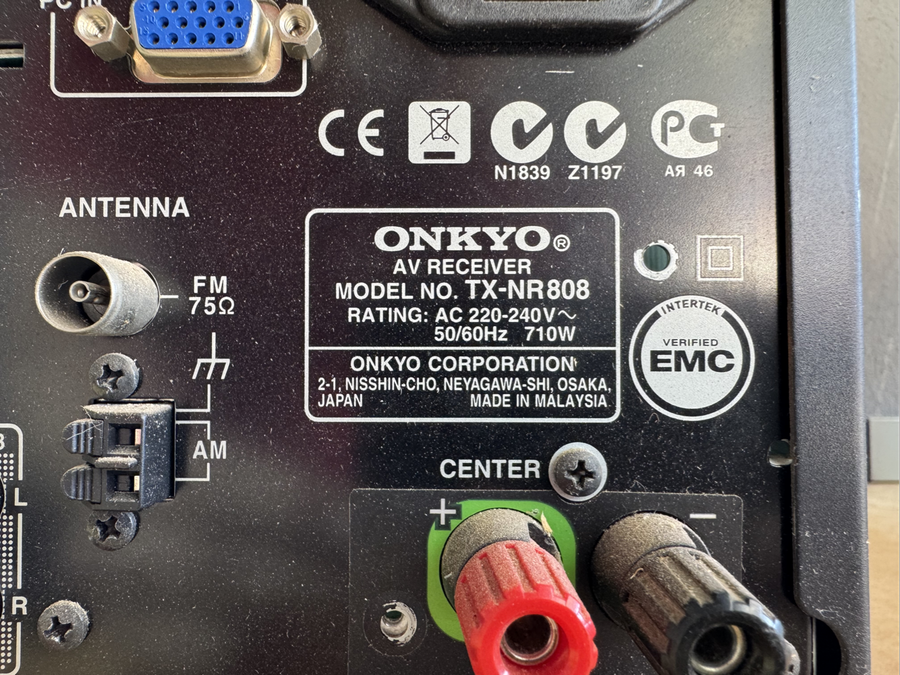 PC IN
N1839
Z1197
АЯ 46
ANTENNA
FM
75Ω
AM
ONKYO®
AV RECEIVER
MODEL NO. TX-NR808
RATING: AC 220-240V~
50/60Hz 710W
ONKYO CORPORATION
2-1, NISSHIN-CHO, NEYAGAWA-SHI, OSAKA,
JAPAN MADE IN MALAYSIA
INTERTEK
VERIFIED
EMC
CENTER
+ −
L
R